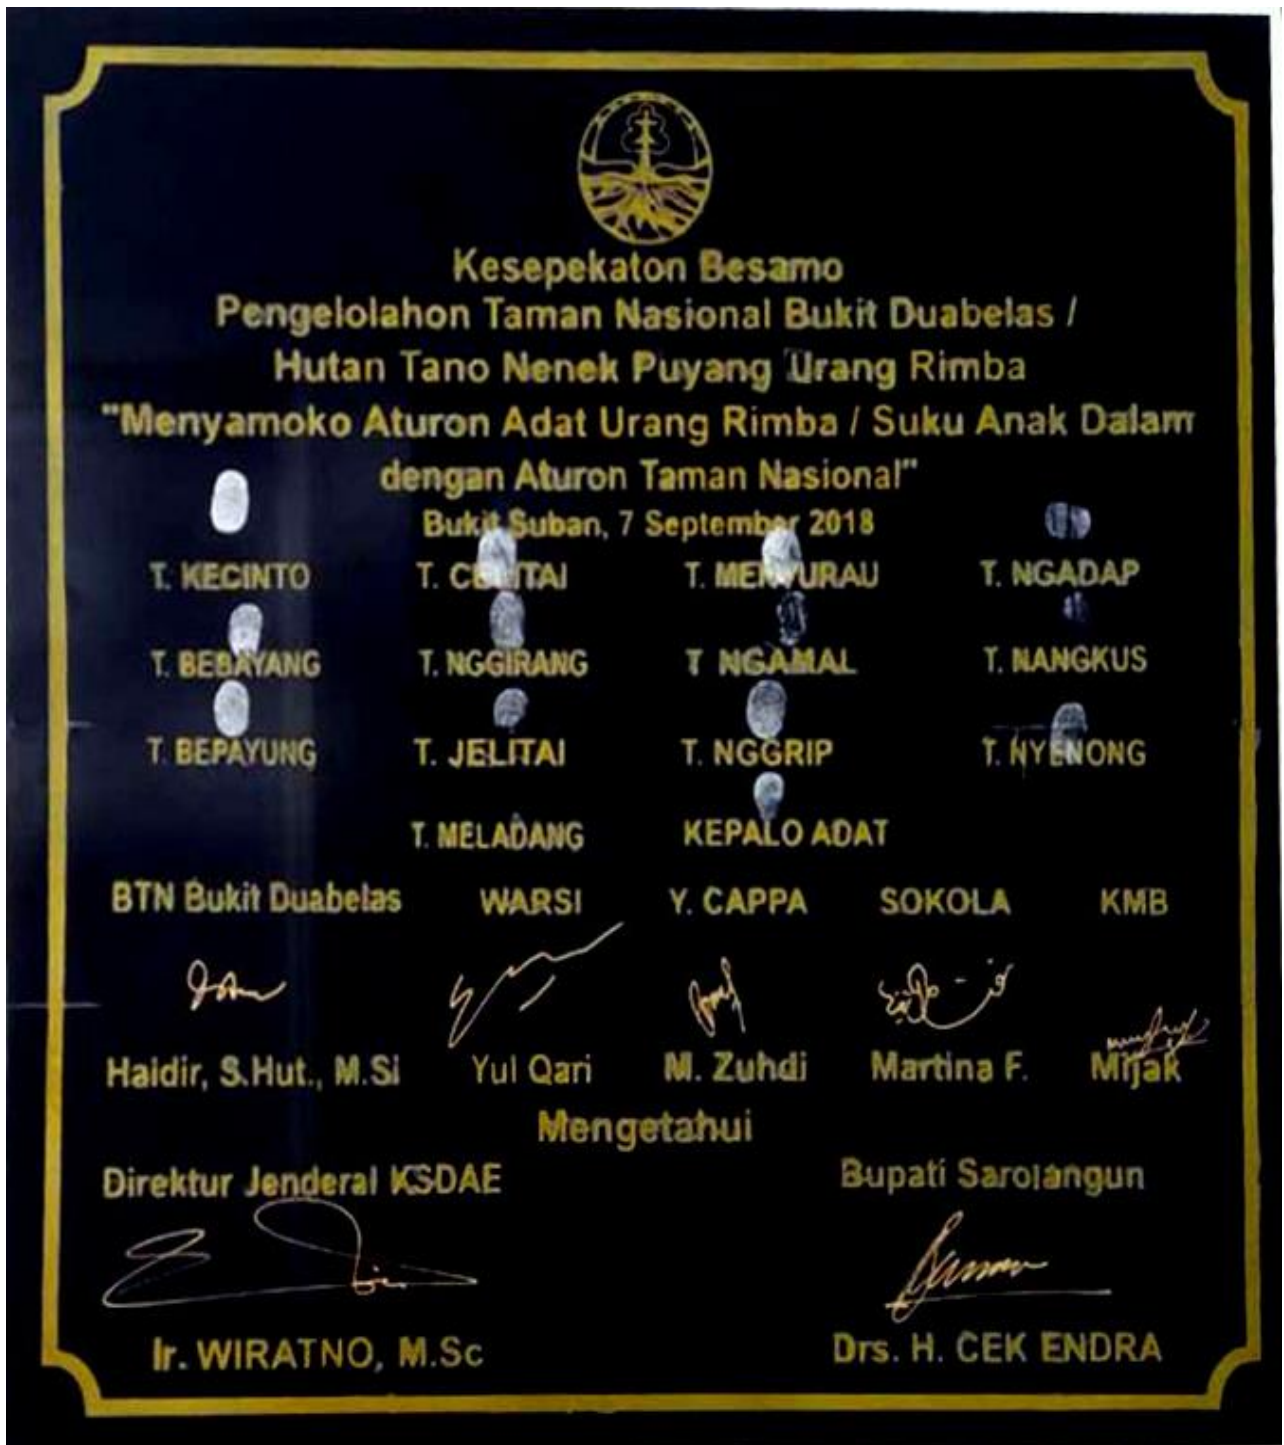 Kesepekaton Besamo
Pengelolahon Taman Nasional Bukit Duabelas /
Hutan Tano Nenek Puyang Urang Rimba
"Menyamoko Aturon Adat Urang Rimba / Suku Anak Dalam
dengan Aturon Taman Nasional"
Bukit Suban, 7 September 2018
T. KECINTO T. CELITAI T. MENYURAU T. NGADAP
T. BEBAYANG T. NGGIRANG T NGAMAL T. NANGKUS
T. BEPAYUNG T. JELITAI T. NGGRIP T. NYENONG
T. MELADANG KEPALO ADAT
BTN Bukit Duabelas WARSI Y. CAPPA SOKOLA KMB
Haidir, S.Hut., M.Si Yul Qari M. Zuhdi Martina F. Mijak
Mengetahui
Direktur Jenderal KSDAE Bupati Sarolangun
Ir. WIRATNO, M.Sc Drs. H. CEK ENDRA